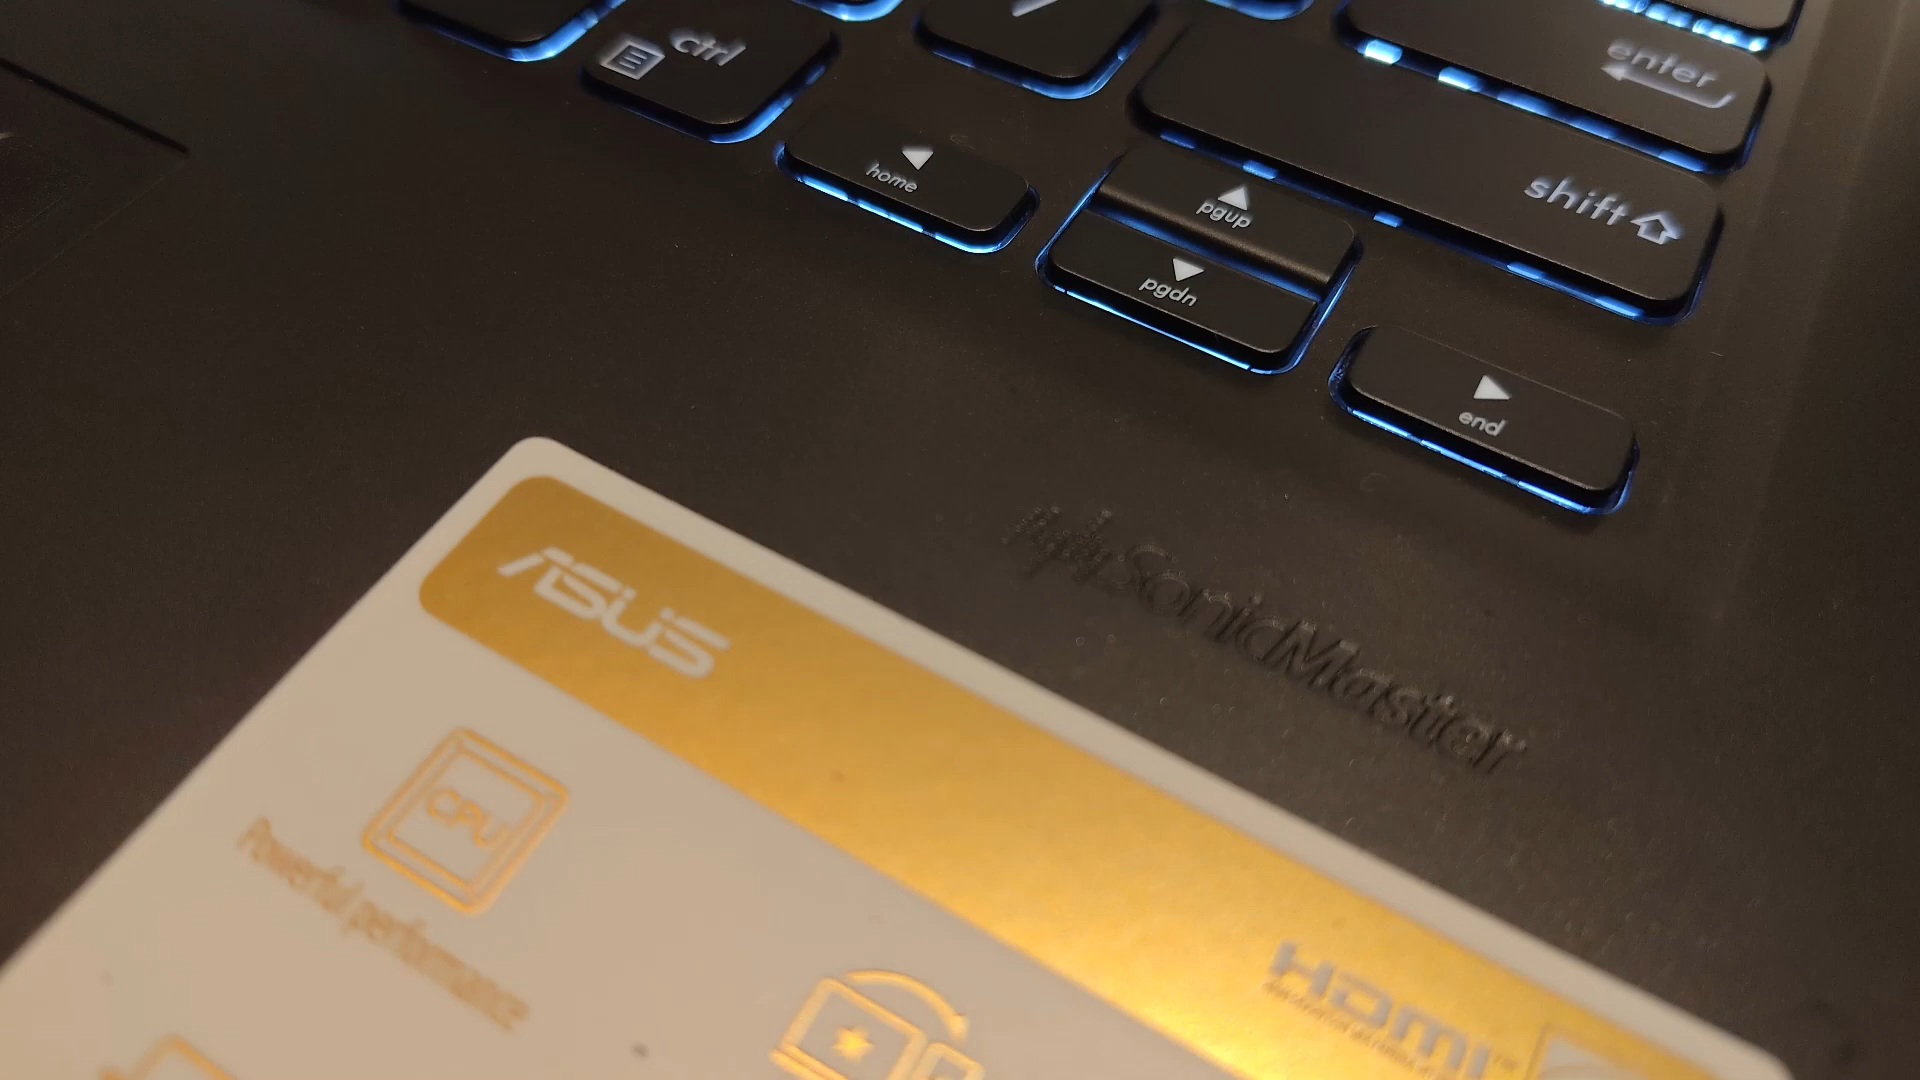 ctrl
enter
home
pgup
shift
pgdn
end
SonicMaster
ASUS
CPU
Powerful performance
HDMI